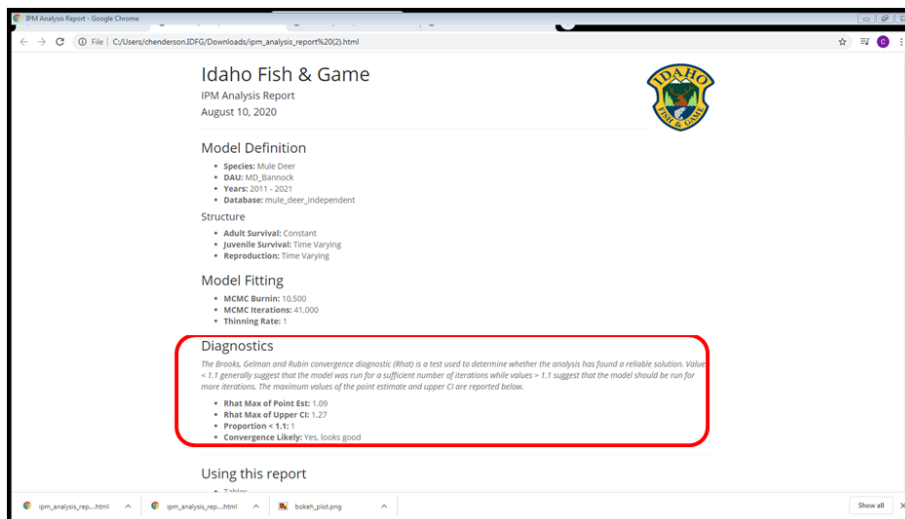 IPM Analysis Report - Google Chrome
File | C:/Users/chenderson.IDFG/Downloads/ipm_analysis_report%20(2).html
C
Idaho Fish & Game
IPM Analysis Report
August 10, 2020
IDAHO
FISH & GAME
Model Definition
• Species: Mule Deer
• DAU: MD_Bannock
• Years: 2011 - 2021
• Database: mule_deer_independent
Structure
• Adult Survival: Constant
• Juvenile Survival: Time Varying
• Reproduction: Time Varying
Model Fitting
• MCMC Burnin: 10,500
• MCMC Iterations: 41,000
• Thinning Rate: 1
Diagnostics
The Brooks, Gelman and Rubin convergence diagnostic (Rhat) is a test used to determine whether the analysis has found a reliable solution. Value
< 1.1 generally suggest that the model was run for a sufficient number of iterations while values > 1.1 suggest that the model should be run for
more iterations. The maximum values of the point estimate and upper CI are reported below.
• Rhat Max of Point Est: 1.09
• Rhat Max of Upper CI: 1.27
• Proportion < 1.1: 1
• Convergence Likely: Yes, looks good
Using this report
• Tables
ipm_analysis_rep....html
ipm_analysis_rep....html
bokeh_plot.png
Show all